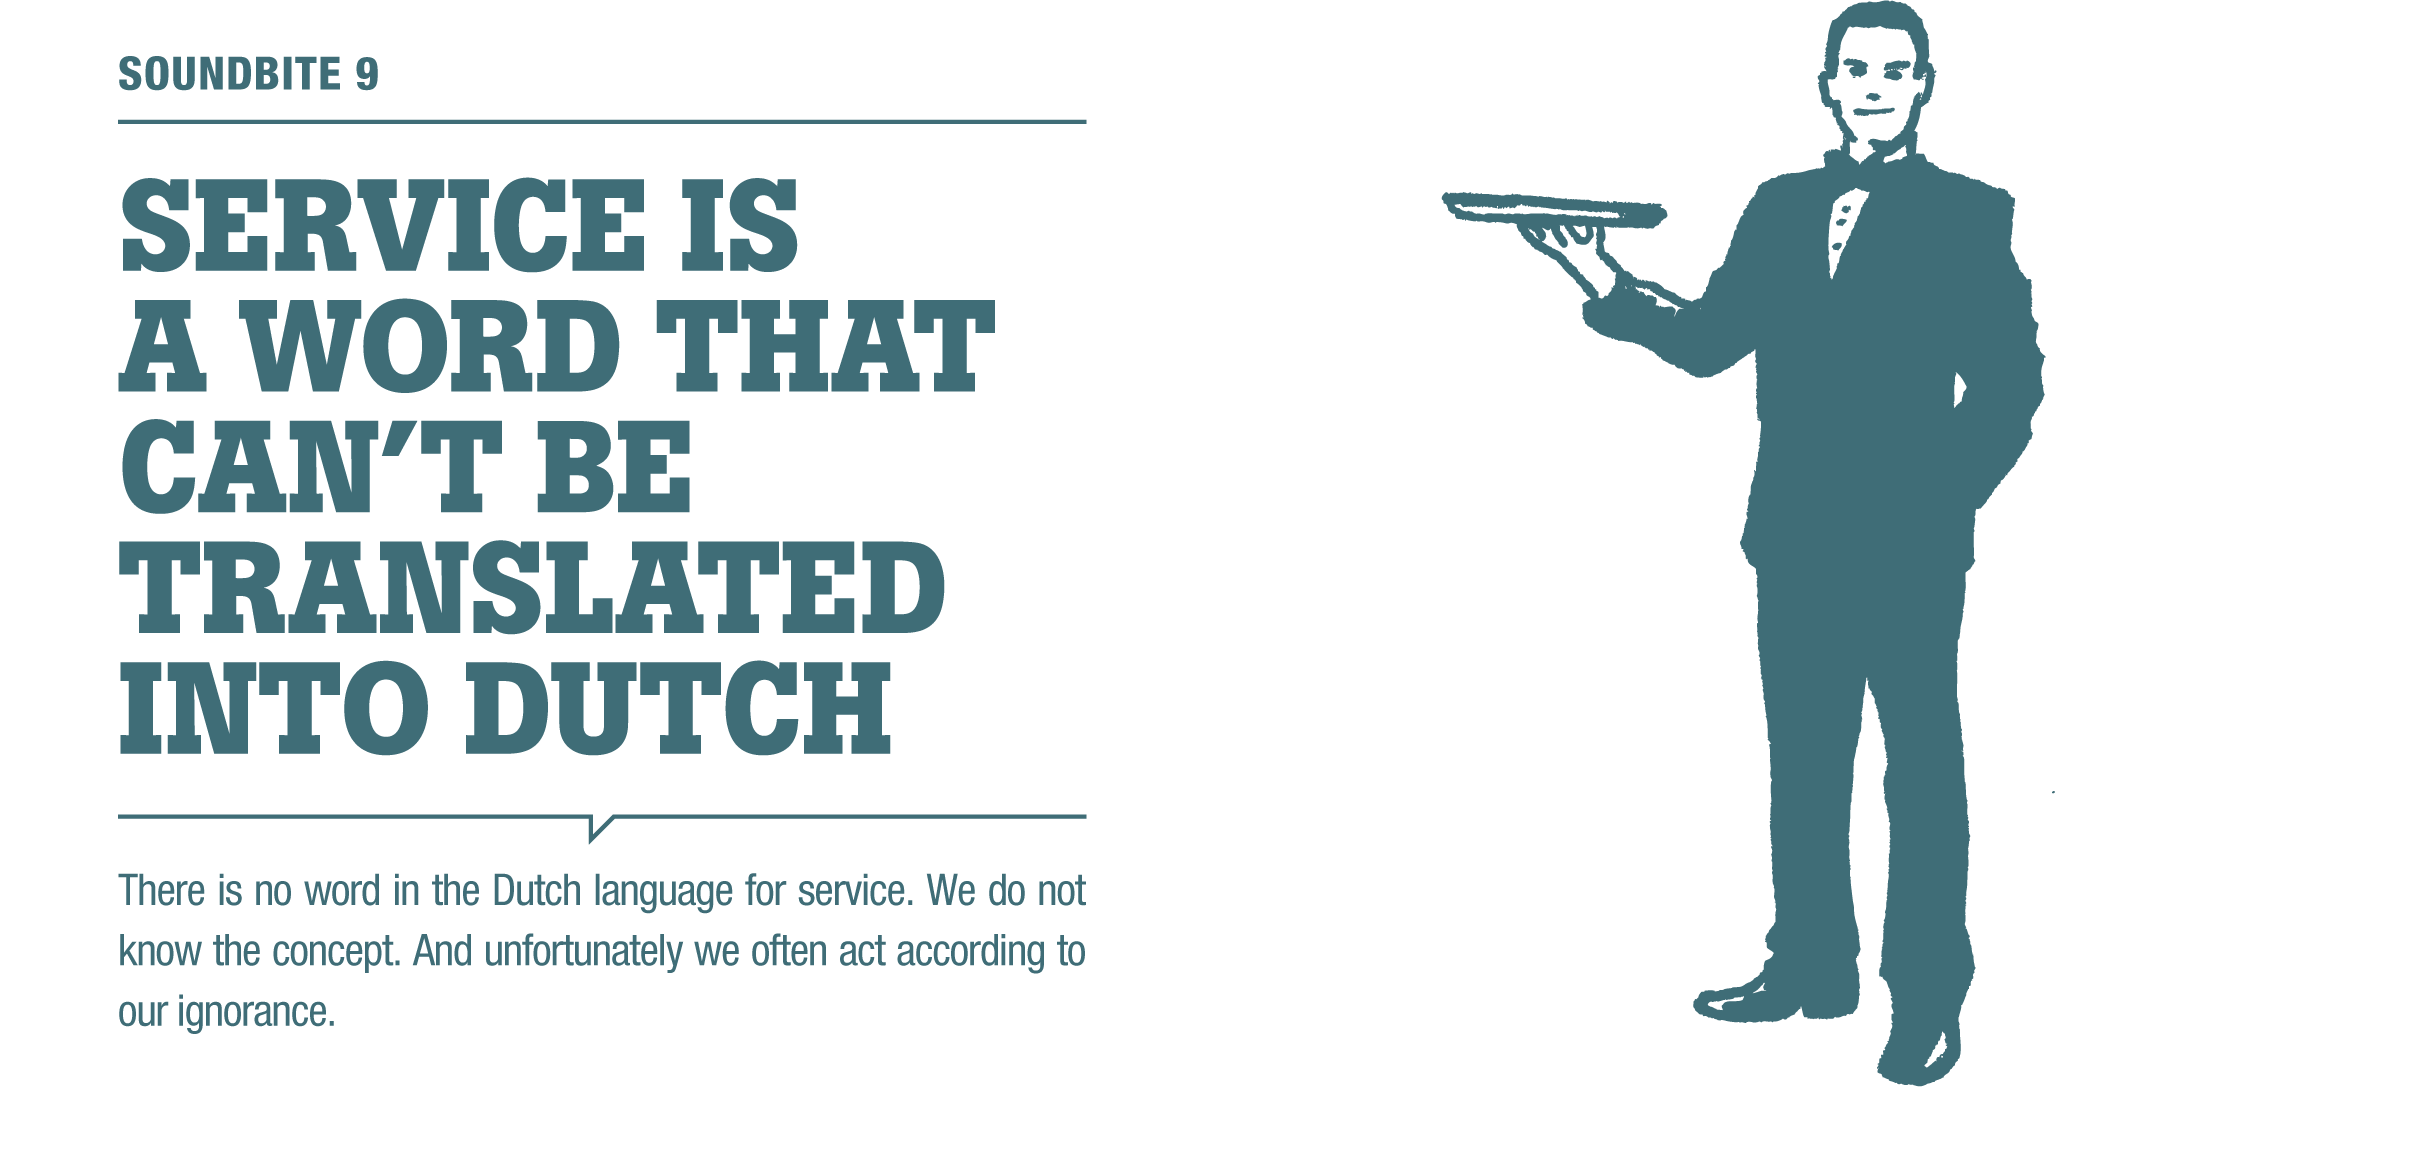 SOUNDBITE 9
SERVICE IS
A WORD THAT
CAN’T BE
TRANSLATED
INTO DUTCH
There is no word in the Dutch language for service. We do not
know the concept. And unfortunately we often act according to
our ignorance.